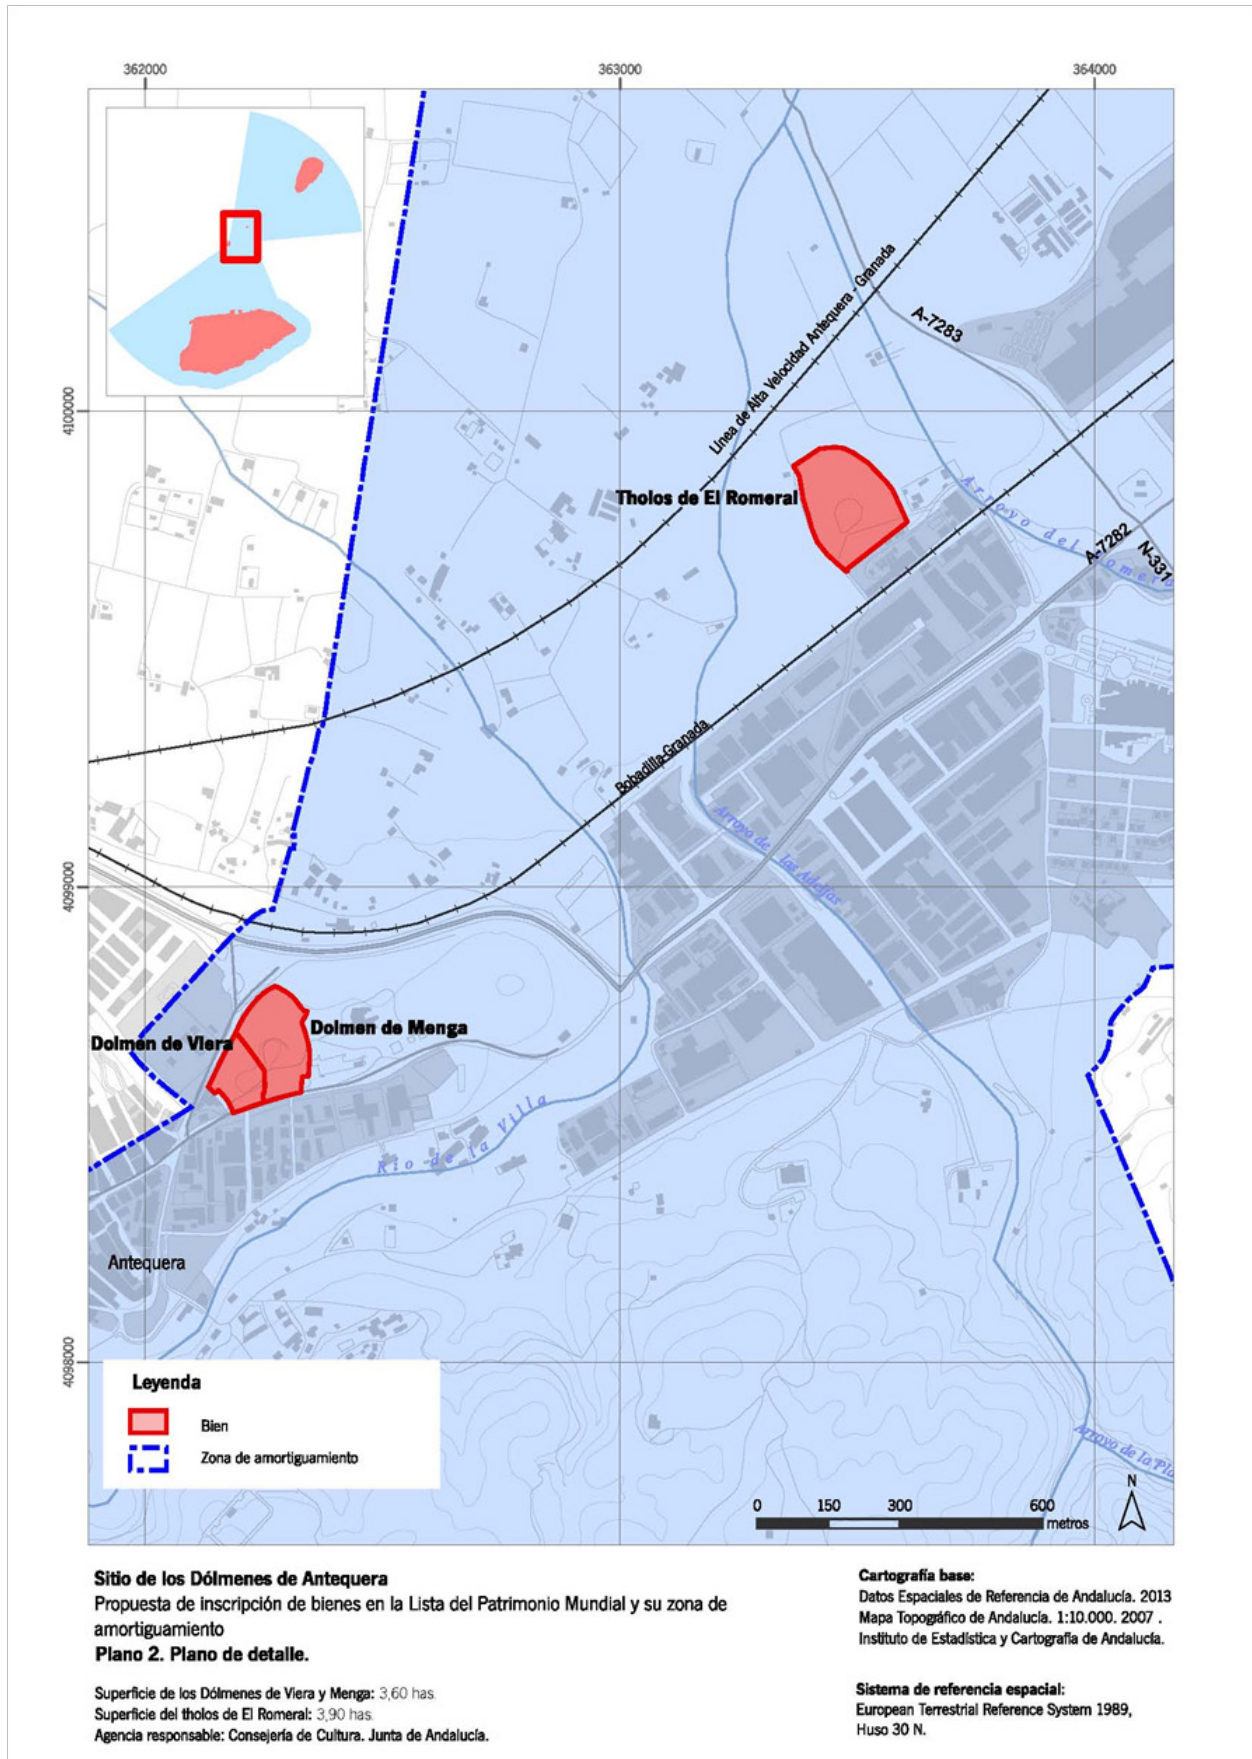 362000
363000
364000
4100000
4099000
4098000
Línea de Alta Velocidad Antequera - Granada
A-7283
Tholos de El Romeral
Arroyo del Romero
A-7282
N-331
Bobadilla-Granada
Arroyo de las Adelfas
Dolmen de Menga
Dolmen de Viera
Río de la Villa
Antequera
Arroyo de la Pla
Leyenda
Bien
Zona de amortiguamiento
N
0 150 300 600
metros
Sitio de los Dólmenes de Antequera
Propuesta de inscripción de bienes en la Lista del Patrimonio Mundial y su zona de
amortiguamiento
Plano 2. Plano de detalle.
Superficie de los Dólmenes de Viera y Menga: 3,60 has.
Superficie del tholos de El Romeral: 3,90 has.
Agencia responsable: Consejería de Cultura. Junta de Andalucía.
Cartografía base:
Datos Espaciales de Referencia de Andalucía. 2013
Mapa Topográfico de Andalucía. 1:10.000. 2007 .
Instituto de Estadística y Cartografía de Andalucía.
Sistema de referencia espacial:
European Terrestrial Reference System 1989,
Huso 30 N.